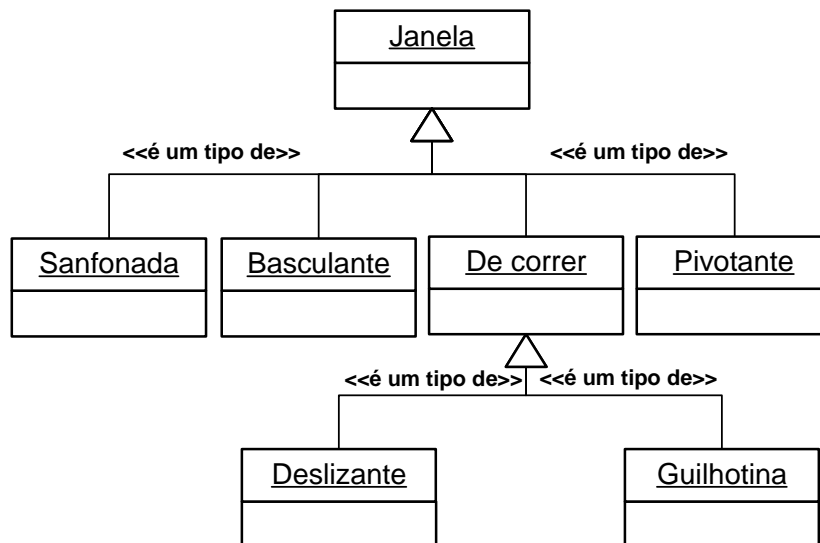 Janela
<<é um tipo de>> <<é um tipo de>>
Sanfonada Basculante De correr Pivotante
<<é um tipo de>> <<é um tipo de>>
Deslizante Guilhotina